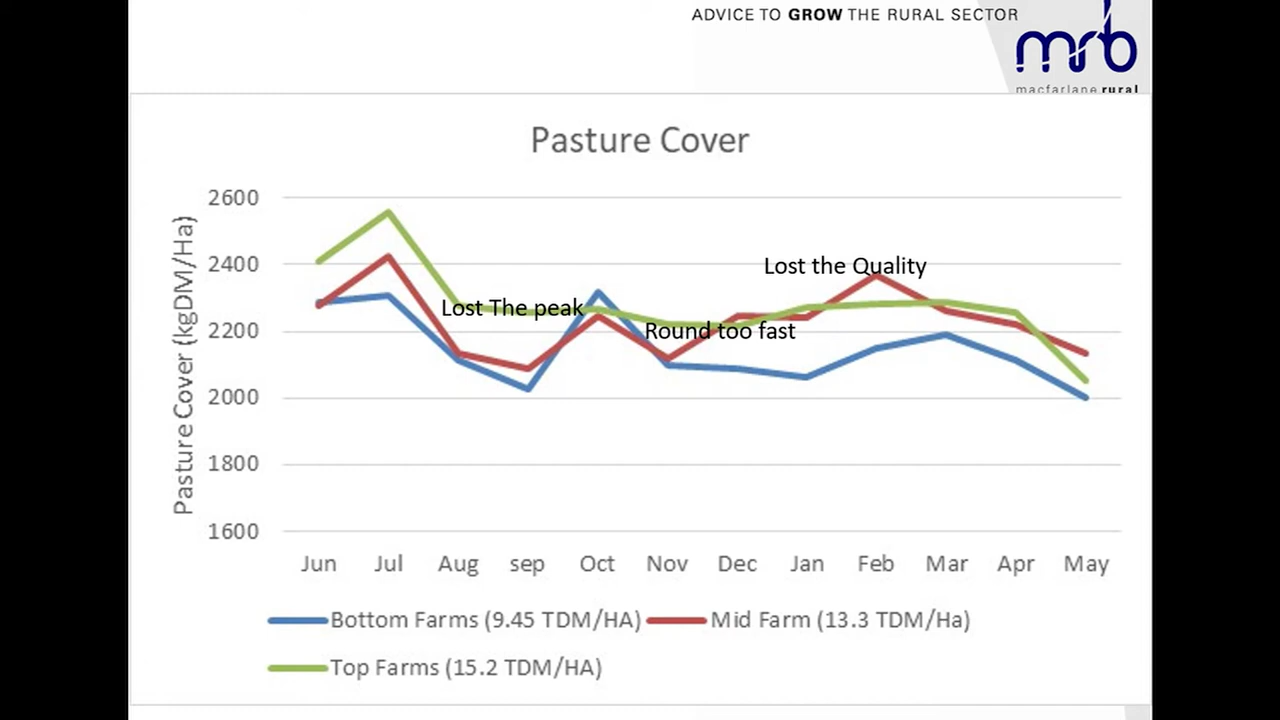 ADVICE TO GROW THE RURAL SECTOR
mrb
macfarlane rural
Pasture Cover
Pasture Cover (kgDM/Ha)
2600
2400
2200
2000
1800
1600
Lost the Quality
Lost The peak
Round too fast
Jun Jul Aug sep Oct Nov Dec Jan Feb Mar Apr May
Bottom Farms (9.45 TDM/HA) Mid Farm (13.3 TDM/Ha)
Top Farms (15.2 TDM/HA)